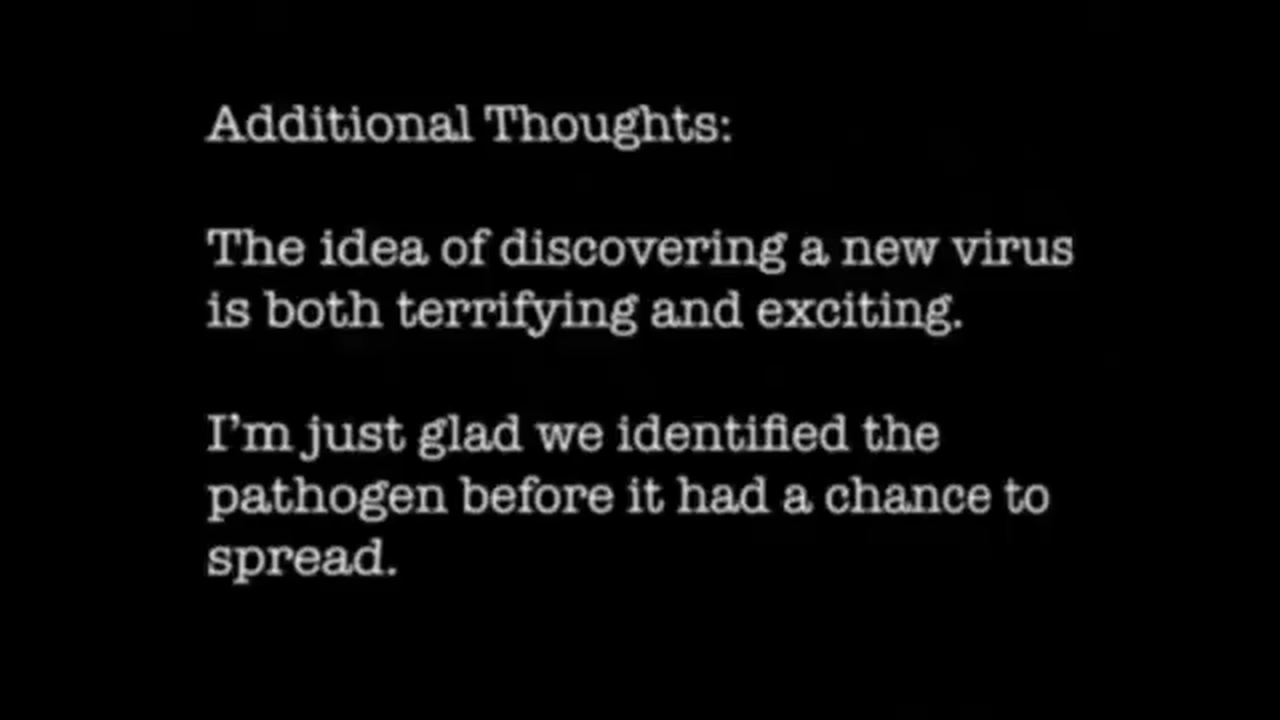 Additional Thoughts:
The idea of discovering a new virus
is both terrifying and exciting.
I’m just glad we identified the
pathogen before it had a chance to
spread.